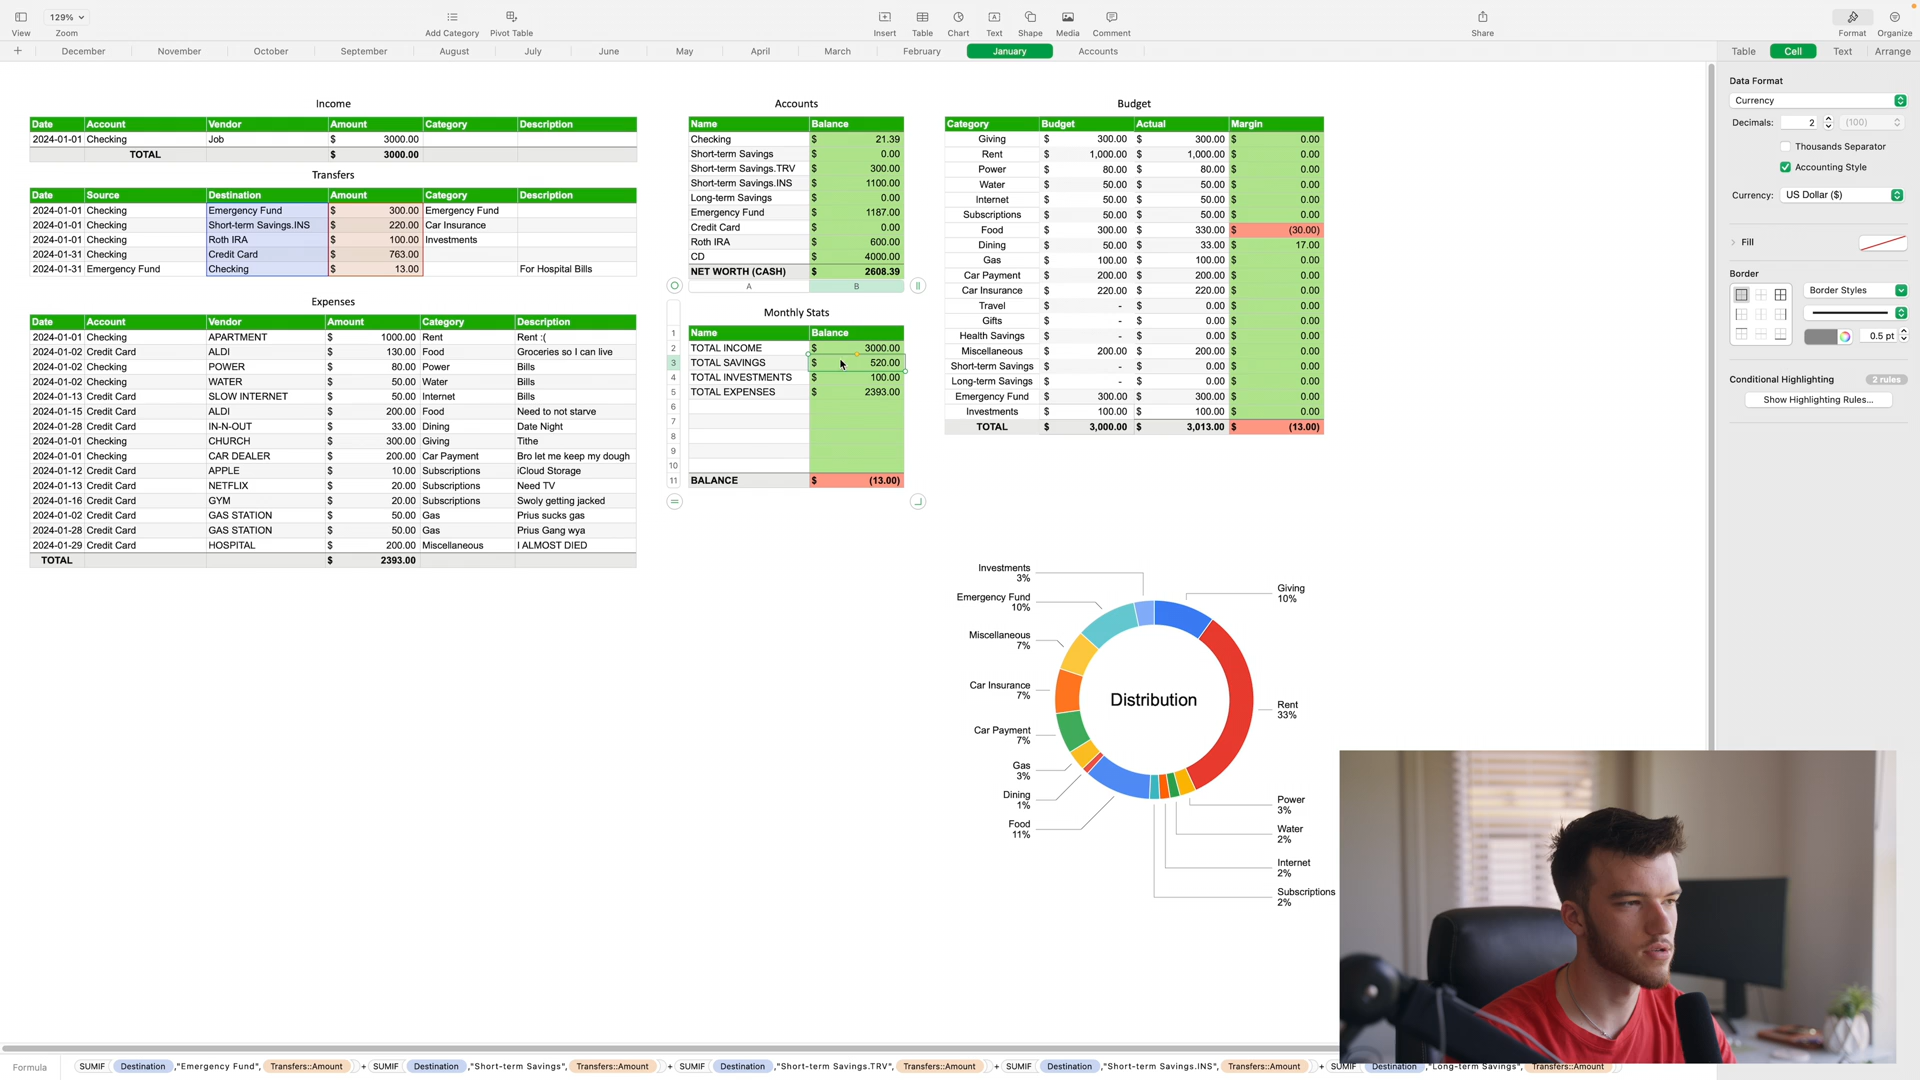 129%
View Zoom Add Category Pivot Table Insert Table Chart Text Shape Media Comment Share Format Organize
+ December November October September August July June May April March February January Accounts
Table Cell Text Arrange
Income
Date Account Vendor Amount Category Description
2024-01-01 Checking Job $ 3000.00
TOTAL $ 3000.00
Transfers
Date Source Destination Amount Category Description
2024-01-01 Checking Emergency Fund $ 300.00 Emergency Fund
2024-01-01 Checking Short-term Savings.INS $ 220.00 Car Insurance
2024-01-01 Checking Roth IRA $ 100.00 Investments
2024-01-31 Checking Credit Card $ 763.00
2024-01-31 Emergency Fund Checking $ 13.00 For Hospital Bills
Expenses
Date Account Vendor Amount Category Description
2024-01-01 Checking APARTMENT $ 1000.00 Rent Rent :(
2024-01-02 Credit Card ALDI $ 130.00 Food Groceries so I can live
2024-01-02 Checking POWER $ 80.00 Power Bills
2024-01-02 Checking WATER $ 50.00 Water Bills
2024-01-13 Credit Card SLOW INTERNET $ 50.00 Internet Bills
2024-01-15 Credit Card ALDI $ 200.00 Food Need to not starve
2024-01-28 Credit Card IN-N-OUT $ 33.00 Dining Date Night
2024-01-01 Checking CHURCH $ 300.00 Giving Tithe
2024-01-01 Checking CAR DEALER $ 200.00 Car Payment Bro let me keep my dough
2024-01-12 Credit Card APPLE $ 10.00 Subscriptions iCloud Storage
2024-01-13 Credit Card NETFLIX $ 20.00 Subscriptions Need TV
2024-01-16 Credit Card GYM $ 20.00 Subscriptions Swoly getting jacked
2024-01-02 Credit Card GAS STATION $ 50.00 Gas Prius sucks gas
2024-01-28 Credit Card GAS STATION $ 50.00 Gas Prius Gang wya
2024-01-29 Credit Card HOSPITAL $ 200.00 Miscellaneous I ALMOST DIED
TOTAL $ 2393.00
Accounts
Name Balance
Checking $ 21.39
Short-term Savings $ 0.00
Short-term Savings.TRV $ 300.00
Short-term Savings.INS $ 1100.00
Long-term Savings $ 0.00
Emergency Fund $ 1187.00
Credit Card $ 0.00
Roth IRA $ 600.00
CD $ 4000.00
NET WORTH (CASH) $ 2608.39
A B
Monthly Stats
1 Name Balance
2 TOTAL INCOME $ 3000.00
3 TOTAL SAVINGS $ 520.00
4 TOTAL INVESTMENTS $ 100.00
5 TOTAL EXPENSES $ 2393.00
6
7
8
9
10
11 BALANCE $ (13.00)
Budget
Category Budget Actual Margin
Giving $ 300.00 $ 300.00 $ 0.00
Rent $ 1,000.00 $ 1,000.00 $ 0.00
Power $ 80.00 $ 80.00 $ 0.00
Water $ 50.00 $ 50.00 $ 0.00
Internet $ 50.00 $ 50.00 $ 0.00
Subscriptions $ 50.00 $ 50.00 $ 0.00
Food $ 300.00 $ 330.00 $ (30.00)
Dining $ 50.00 $ 33.00 $ 17.00
Gas $ 100.00 $ 100.00 $ 0.00
Car Payment $ 200.00 $ 200.00 $ 0.00
Car Insurance $ 220.00 $ 220.00 $ 0.00
Travel $ - $ 0.00 $ 0.00
Gifts $ - $ 0.00 $ 0.00
Health Savings $ - $ 0.00 $ 0.00
Miscellaneous $ 200.00 $ 200.00 $ 0.00
Short-term Savings $ - $ 0.00 $ 0.00
Long-term Savings $ - $ 0.00 $ 0.00
Emergency Fund $ 300.00 $ 300.00 $ 0.00
Investments $ 100.00 $ 100.00 $ 0.00
TOTAL $ 3,000.00 $ 3,013.00 $ (13.00)
Investments
3%
Emergency Fund
10%
Miscellaneous
7%
Car Insurance
7%
Car Payment
7%
Gas
3%
Dining
1%
Food
11%
Distribution
Giving
10%
Rent
33%
Power
3%
Water
2%
Internet
2%
Subscriptions
2%
Data Format
Currency
Decimals: 2 (100)
Thousands Separator
Accounting Style
Currency: US Dollar ($)
Fill
Border
Border Styles
0.5 pt
Conditional Highlighting 2 rules
Show Highlighting Rules...
Formula SUMIF Destination ,"Emergency Fund", Transfers::Amount + SUMIF Destination ,"Short-term Savings", Transfers::Amount + SUMIF Destination ,"Short-term Savings.TRV", Transfers::Amount + SUMIF Destination ,"Short-term Savings.INS", Transfers::Amount + SUMIF Destination ,"Long-term Savings", Transfers::Amount